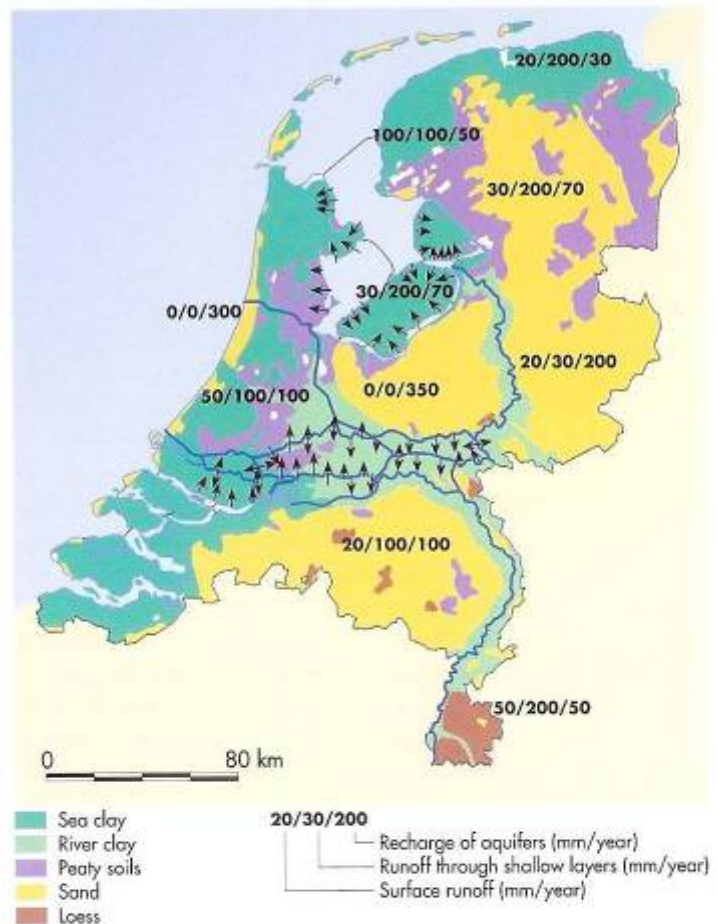 20/200/30
100/100/50
30/200/70
30/200/70
0/0/300
20/30/200
0/0/350
50/100/100
20/100/100
50/200/50
0 80 km
Sea clay
River clay
Peaty soils
Sand
Loess
20/30/200
Recharge of aquifers (mm/year)
Runoff through shallow layers (mm/year)
Surface runoff (mm/year)